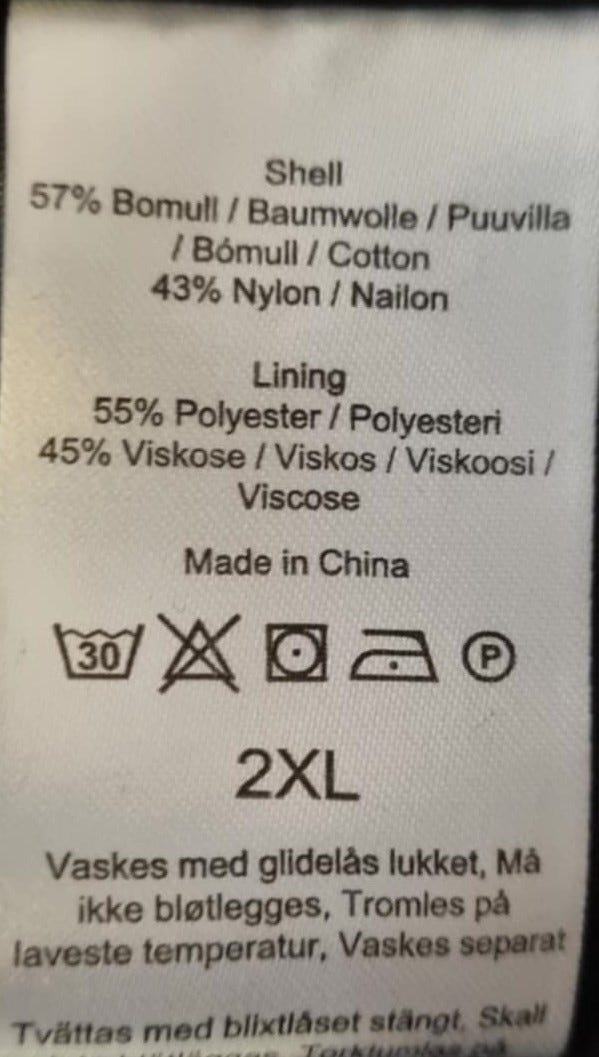 Shell
57% Bomull / Baumwolle / Puuvilla
/ Bómull / Cotton
43% Nylon / Nailon
Lining
55% Polyester / Polyesteri
45% Viskose / Viskos / Viskoosi /
Viscose
Made in China
30 P
2XL
Vaskes med glidelås lukket, Må
ikke bløtlegges, Tromles på
laveste temperatur, Vaskes separat
Tvättas med blixtlåset stängt, Skall
Torktumlas på